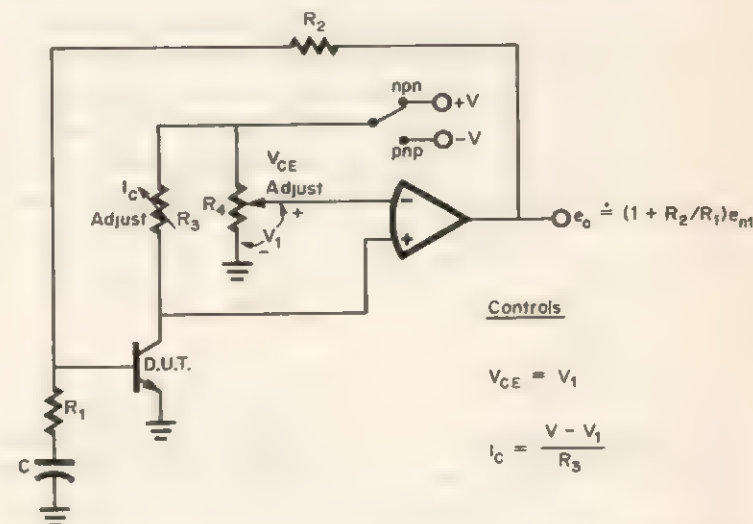 R2
npn
+V
pnp
-V
VCE
Adjust
IC
Adjust
R3
R4
+
V1
-
-
+
eo ≐ (1 + R2/R1)en1
D.U.T.
R1
C
Controls
VCE = V1
IC = V - V1
R3